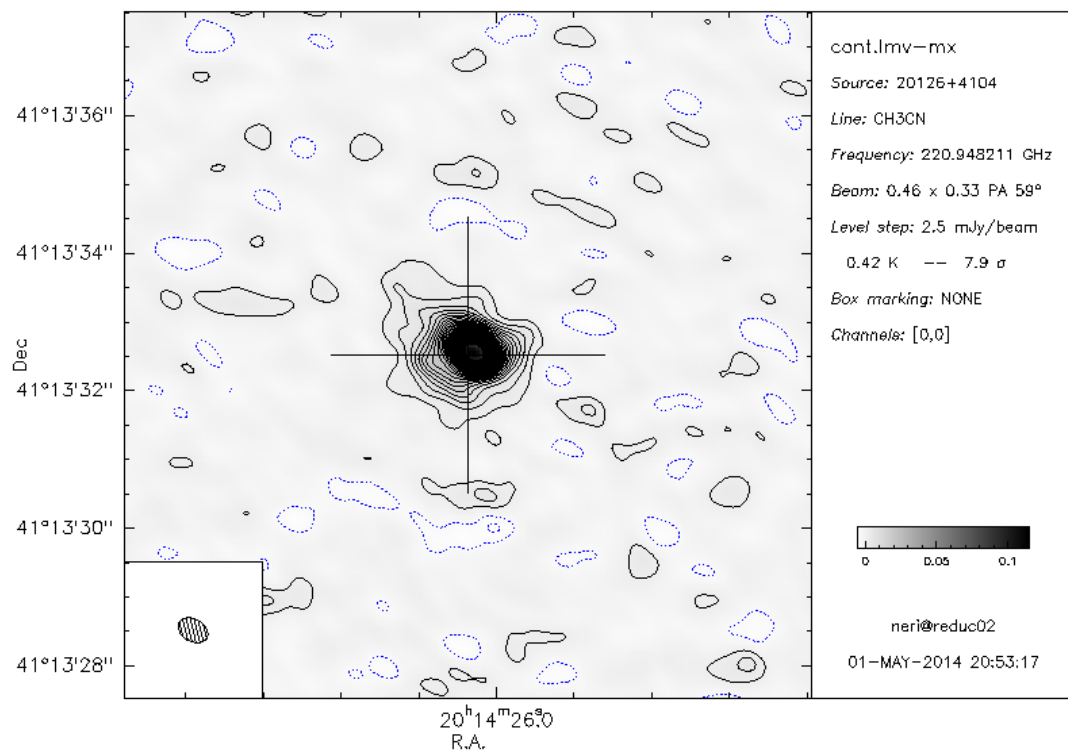 cont.lmv-mx
Source: 20126+4104
Line: CH3CN
Frequency: 220.948211 GHz
Beam: 0.46 x 0.33 PA 59°
Level step: 2.5 mJy/beam
0.42 K -- 7.9 σ
Box marking: NONE
Channels: [0,0]
41°13'36''
41°13'34''
Dec
41°13'32''
41°13'30''
41°13'28''
0 0.05 0.1
neri@reduc02
01-MAY-2014 20:53:17
20h14m26s.0
R.A.